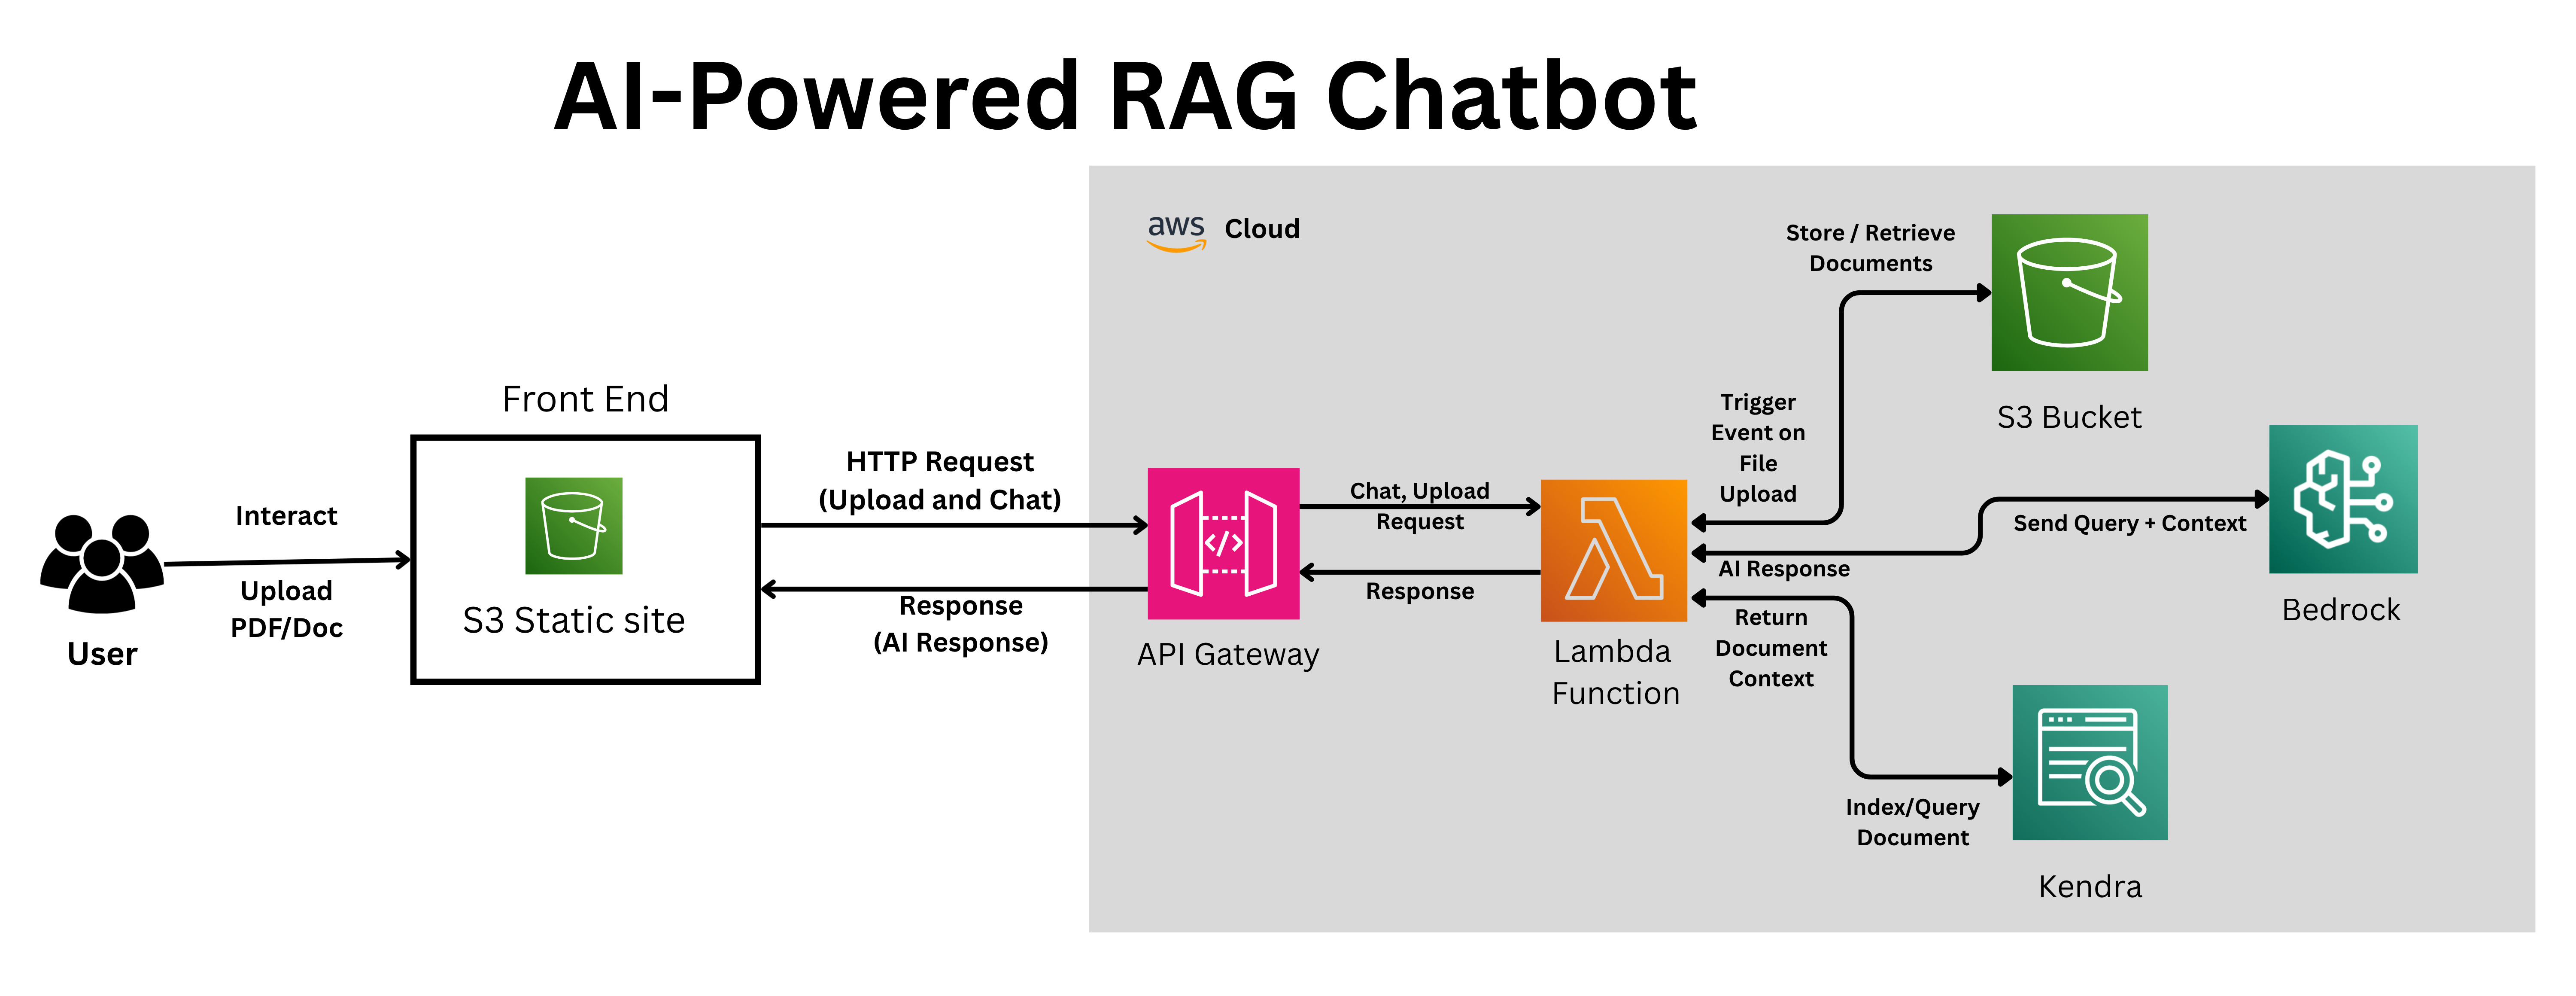 AI-Powered RAG Chatbot
aws Cloud
Store / Retrieve
Documents
Front End
Trigger
Event on
File
Upload
S3 Bucket
HTTP Request
(Upload and Chat)
Interact
Chat, Upload
Request
Send Query + Context
</>
AI Response
Upload
PDF/Doc
S3 Static site
Response
(AI Response)
Response
Return
Document
Context
Bedrock
User
API Gateway
Lambda
Function
Index/Query
Document
Kendra